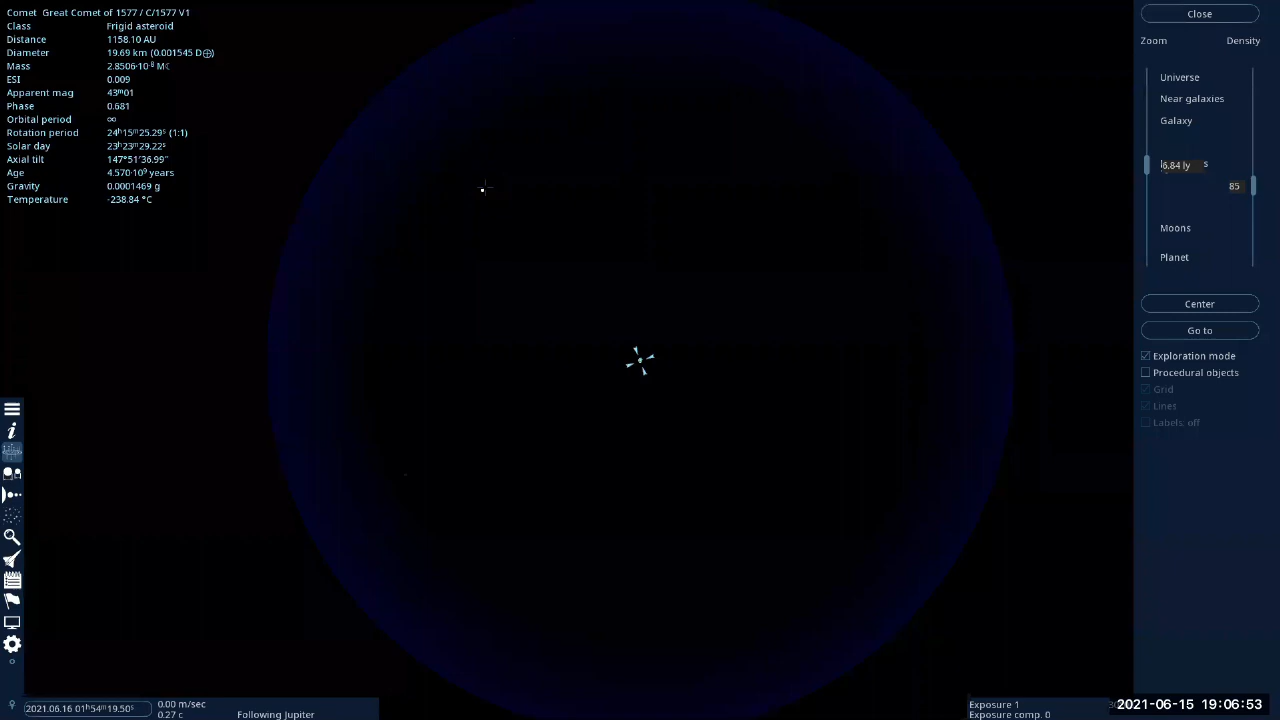 Comet Great Comet of 1577 / C/1577 V1
Class Frigid asteroid
Distance 1158.10 AU
Diameter 19.69 km (0.001545 D⊕)
Mass 2.8506·10⁻⁸ M☾
ESI 0.009
Apparent mag 43ᵐ01
Phase 0.681
Orbital period ∞
Rotation period 24ʰ15ᵐ25.29ˢ (1:1)
Solar day 23ʰ23ᵐ29.22ˢ
Axial tilt 147°51'36.99"
Age 4.570·10⁹ years
Gravity 0.0001469 g
Temperature -238.84 °C
Close
Zoom Density
Universe
Near galaxies
Galaxy
6.84 ly
85
Moons
Planet
Center
Go to
Exploration mode
Procedural objects
Grid
Lines
Labels: off
2021.06.16 01ʰ54ᵐ19.50ˢ
0.00 m/sec
0.27 c
Following Jupiter
Exposure 1
Exposure comp. 0
2021-06-15 19:06:53